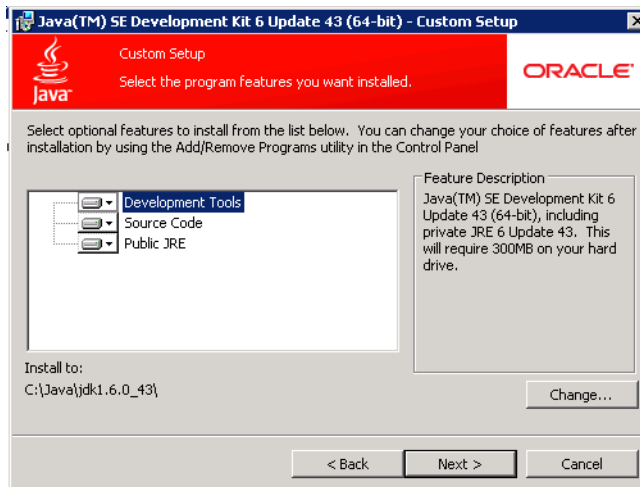 Java(TM) SE Development Kit 6 Update 43 (64-bit) - Custom Setup
Custom Setup
Select the program features you want installed.
Java
ORACLE
Select optional features to install from the list below. You can change your choice of features after
installation by using the Add/Remove Programs utility in the Control Panel
Development Tools
Source Code
Public JRE
Feature Description
Java(TM) SE Development Kit 6
Update 43 (64-bit), including
private JRE 6 Update 43. This
will require 300MB on your hard
drive.
Install to:
C:\Java\jdk1.6.0_43\
Change...
< Back
Next >
Cancel